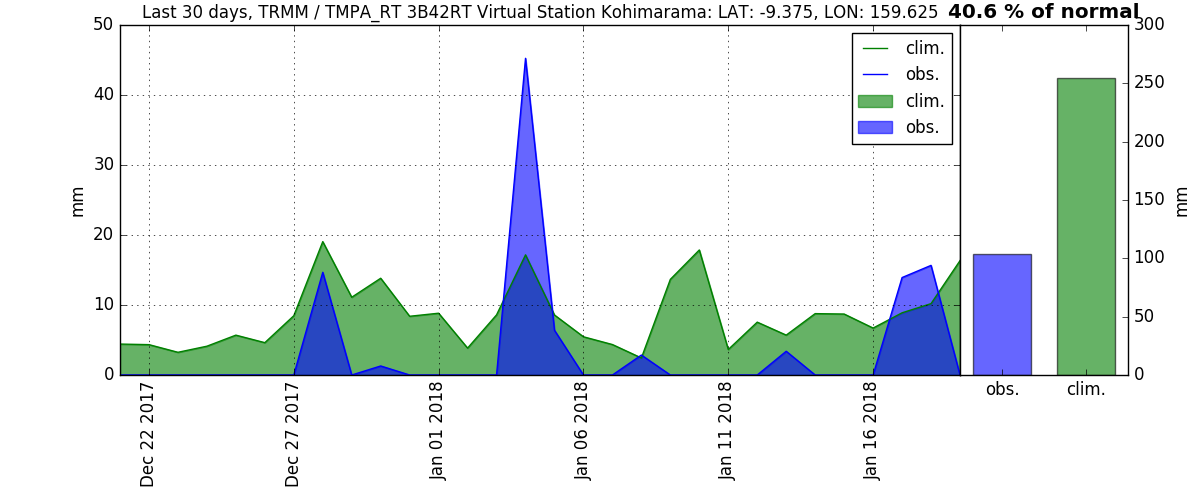 Last 30 days, TRMM / TMPA_RT 3B42RT Virtual Station Kohimarama: LAT: -9.375, LON: 159.625
40.6 % of normal
50
40
30
20
10
0
mm
clim.
obs.
clim.
obs.
Dec 22 2017
Dec 27 2017
Jan 01 2018
Jan 06 2018
Jan 11 2018
Jan 16 2018
300
250
200
150
100
50
0
mm
obs.
clim.